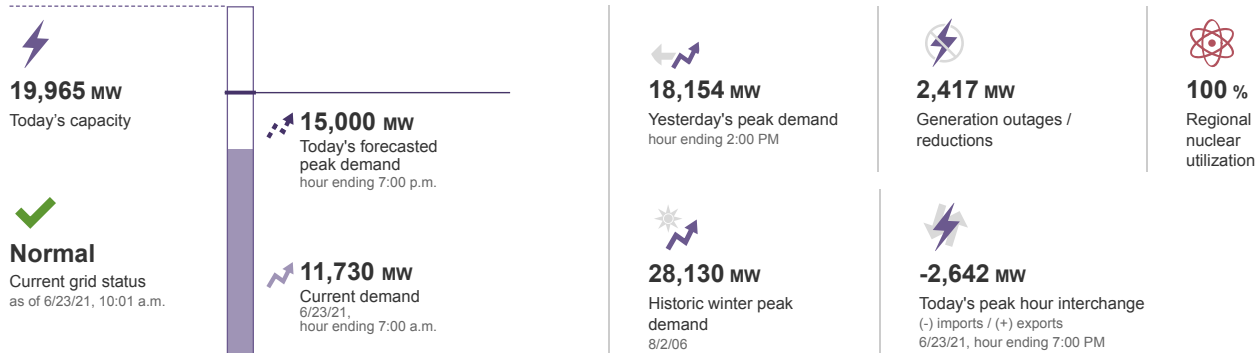 19,965 MW
Today's capacity
Normal
Current grid status
as of 6/23/21, 10:01 a.m.
15,000 MW
Today's forecasted
peak demand
hour ending 7:00 p.m.
11,730 MW
Current demand
6/23/21,
hour ending 7:00 a.m.
18,154 MW
Yesterday's peak demand
hour ending 2:00 PM
2,417 MW
Generation outages /
reductions
100 %
Regional
nuclear
utilization
28,130 MW
Historic winter peak
demand
8/2/06
-2,642 MW
Today's peak hour interchange
(-) imports / (+) exports
6/23/21, hour ending 7:00 PM